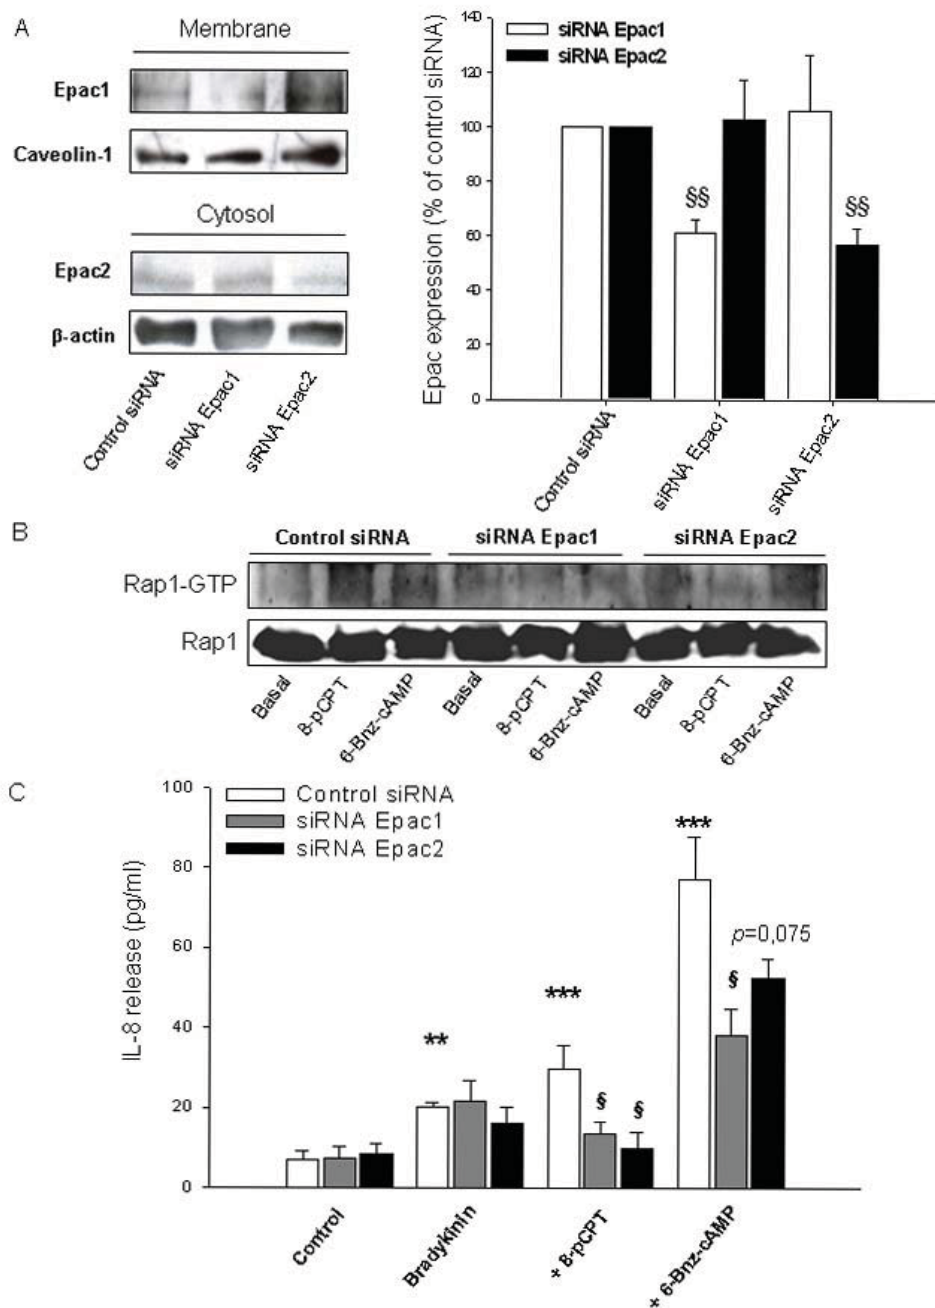 A
Membrane
Epac1
Caveolin-1
Cytosol
Epac2
β-actin
Control siRNA
siRNA Epac1
siRNA Epac2
Epac expression (% of control siRNA)
140
120
100
80
60
40
20
0
siRNA Epac1
siRNA Epac2
§§
§§
Control siRNA
siRNA Epac1
siRNA Epac2
B
Control siRNA siRNA Epac1 siRNA Epac2
Rap1-GTP
Rap1
Basal 8-pCPT 6-Bnz-cAMP Basal 8-pCPT 6-Bnz-cAMP Basal 8-pCPT 6-Bnz-cAMP
C
IL-8 release (pg/ml)
100
80
60
40
20
0
Control siRNA
siRNA Epac1
siRNA Epac2
**
***
§
§
***
§
p=0,075
Control
Bradykinin
+ 8-pCPT
+ 6-Bnz-cAMP